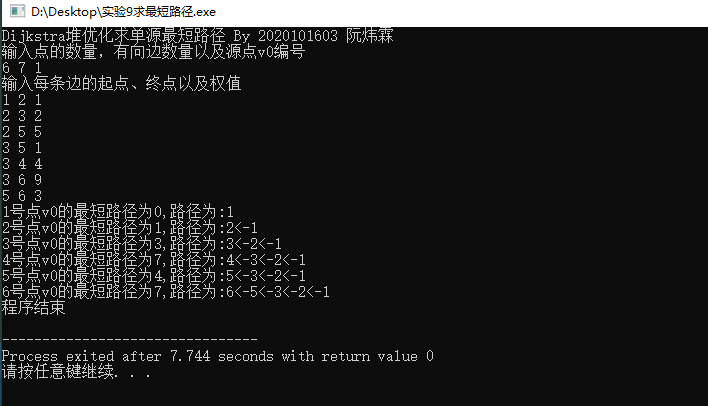 D:\Desktop\实验9求最短路径.exe
Dijkstra堆优化求单源最短路径 By 2020101603 阮炜霖
输入点的数量，有向边数量以及源点v0编号
6 7 1
输入每条边的起点、终点以及权值
1 2 1
2 3 2
2 5 5
3 5 1
3 4 4
3 6 9
5 6 3
1号点v0的最短路径为0,路径为:1
2号点v0的最短路径为1,路径为:2<-1
3号点v0的最短路径为3,路径为:3<-2<-1
4号点v0的最短路径为7,路径为:4<-3<-2<-1
5号点v0的最短路径为4,路径为:5<-3<-2<-1
6号点v0的最短路径为7,路径为:6<-5<-3<-2<-1
程序结束
--------------------------------
Process exited after 7.744 seconds with return value 0
请按任意键继续. . .